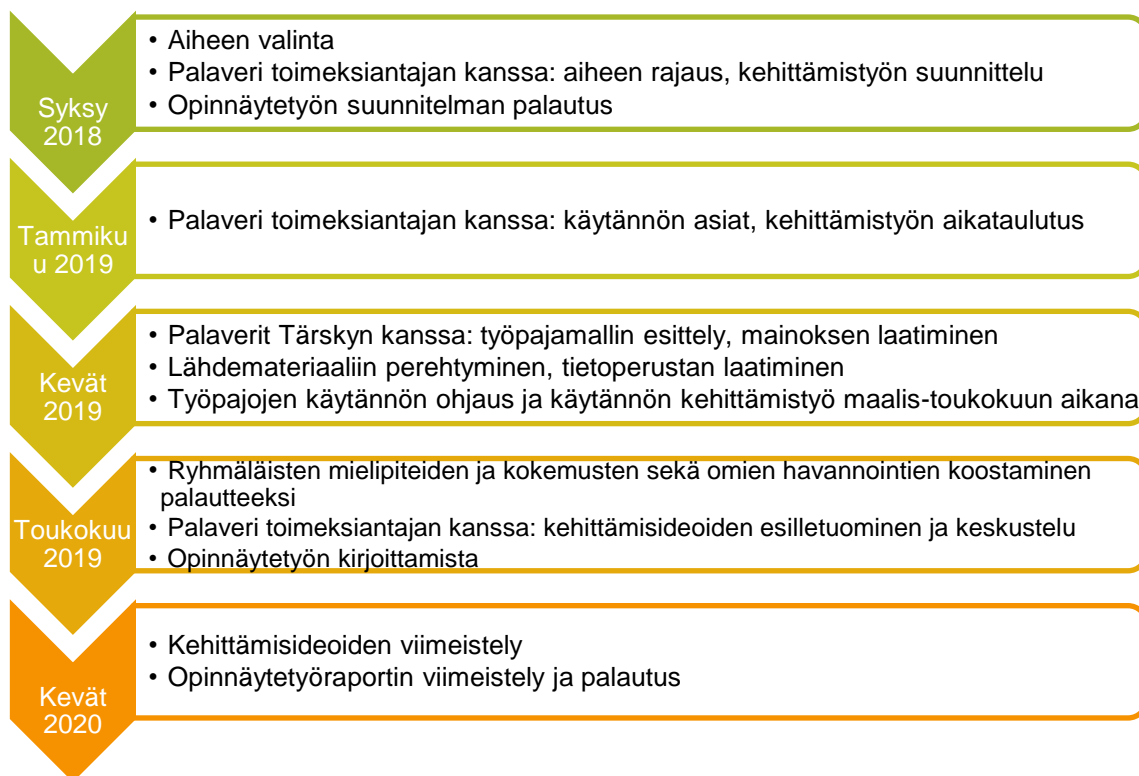 Syksy
2018
• Aiheen valinta
• Palaveri toimeksiantajan kanssa: aiheen rajaus, kehittämistyön suunnittelu
• Opinnäytetyön suunnitelman palautus
Tammiku
u 2019
• Palaveri toimeksiantajan kanssa: käytännön asiat, kehittämistyön aikataulutus
Kevät
2019
• Palaverit Tärskyn kanssa: työpajamallin esittely, mainoksen laatiminen
• Lähdemateriaaliin perehtyminen, tietoperustan laatiminen
• Työpajojen käytännön ohjaus ja käytännön kehittämistyö maalis-toukokuun aikana
Toukokuu
2019
• Ryhmäläisten mielipiteiden ja kokemusten sekä omien havannointien koostaminen
palautteeksi
• Palaveri toimeksiantajan kanssa: kehittämisideoiden esilletuominen ja keskustelu
• Opinnäytetyön kirjoittamista
Kevät
2020
• Kehittämisideoiden viimeistely
• Opinnäytetyöraportin viimeistely ja palautus